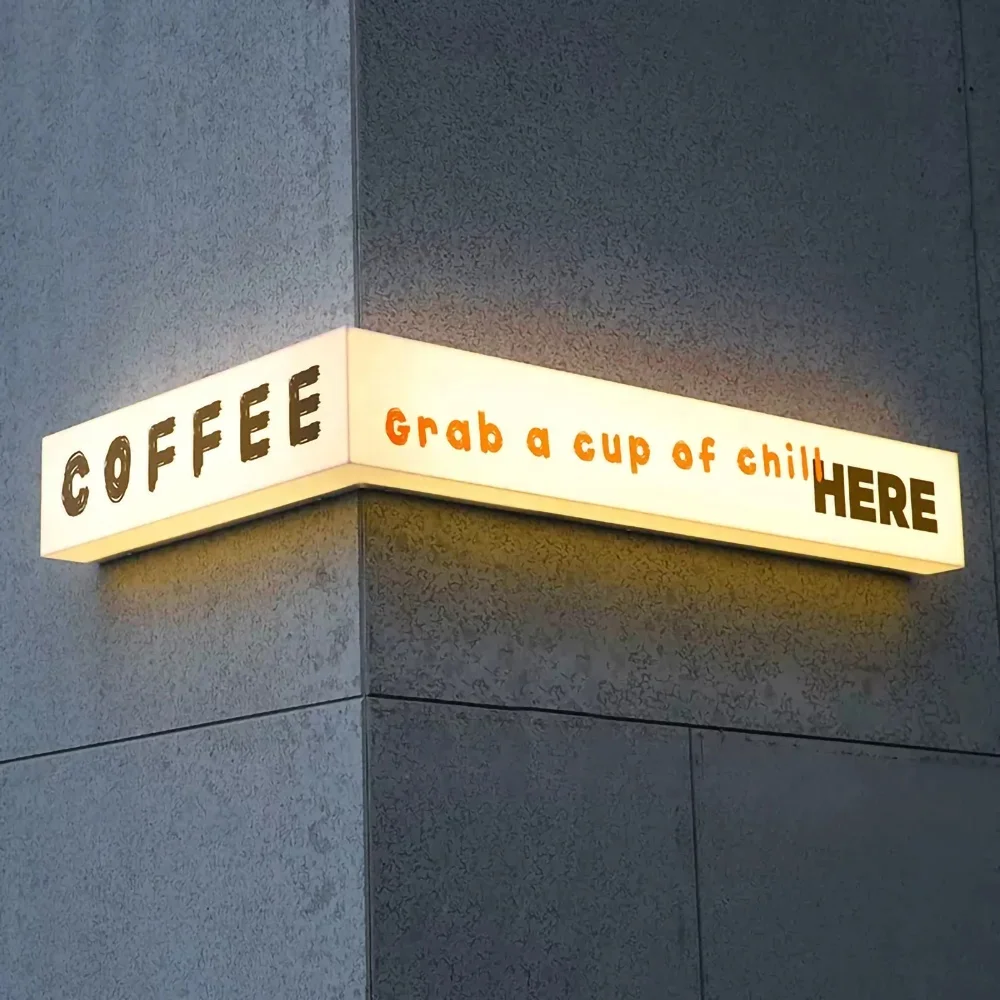 COFFEE
Grab a cup of chill
HERE